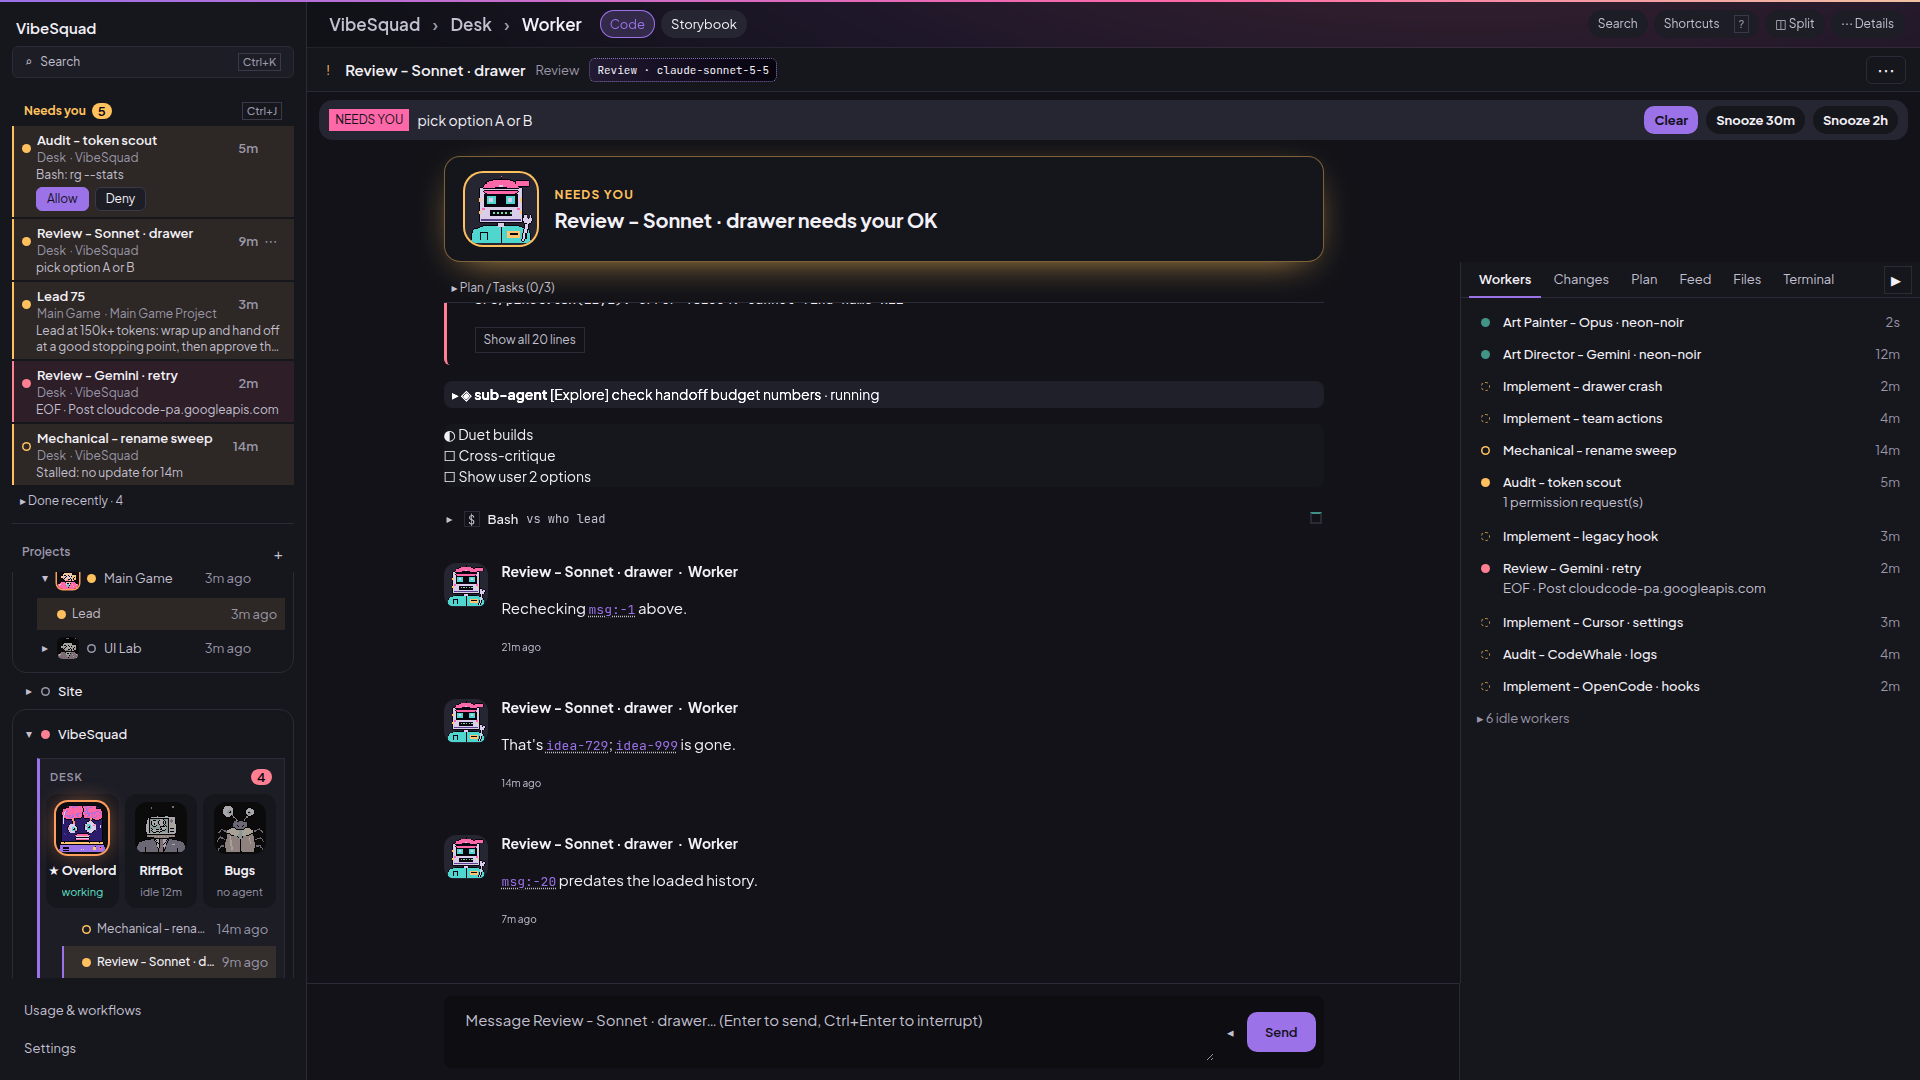 VibeSquad
Search
Ctrl+K
Needs you 5
Ctrl+J
Audit – token scout
5m
Desk · VibeSquad
Bash: rg --stats
Allow
Deny
Review – Sonnet · drawer
9m ···
Desk · VibeSquad
pick option A or B
Lead 75
3m
Main Game · Main Game Project
Lead at 150k+ tokens: wrap up and hand off
at a good stopping point, then approve th…
Review – Gemini · retry
2m
Desk · VibeSquad
EOF · Post cloudcode-pa.googleapis.com
Mechanical – rename sweep
14m
Desk · VibeSquad
Stalled: no update for 14m
▸ Done recently · 4
Projects
+
▾ Main Game 3m ago
Lead 3m ago
▸ UI Lab 3m ago
▸ Site
▾ VibeSquad
DESK
4
★ Overlord
working
RiffBot
idle 12m
Bugs
no agent
Mechanical – rena… 14m ago
Review – Sonnet · d… 9m ago
Usage & workflows
Settings
VibeSquad › Desk › Worker
Code
Storybook
Search
Shortcuts ?
Split
··· Details
! Review – Sonnet · drawer Review
Review · claude-sonnet-5-5
···
NEEDS YOU pick option A or B
Clear
Snooze 30m
Snooze 2h
NEEDS YOU
Review – Sonnet · drawer needs your OK
▸ Plan / Tasks (0/3)
Show all 20 lines
▸ ◈ sub-agent [Explore] check handoff budget numbers · running
◐ Duet builds
☐ Cross-critique
☐ Show user 2 options
▸ $ Bash vs who lead
Review – Sonnet · drawer · Worker
Rechecking msg:-1 above.
21m ago
Review – Sonnet · drawer · Worker
That's idea-729; idea-999 is gone.
14m ago
Review – Sonnet · drawer · Worker
msg:-20 predates the loaded history.
7m ago
Message Review – Sonnet · drawer… (Enter to send, Ctrl+Enter to interrupt)
◂
Send
Workers
Changes
Plan
Feed
Files
Terminal
▶
Art Painter – Opus · neon-noir 2s
Art Director – Gemini · neon-noir 12m
Implement – drawer crash 2m
Implement – team actions 4m
Mechanical – rename sweep 14m
Audit – token scout 5m
1 permission request(s)
Implement – legacy hook 3m
Review – Gemini · retry 2m
EOF · Post cloudcode-pa.googleapis.com
Implement – Cursor · settings 3m
Audit – CodeWhale · logs 4m
Implement – OpenCode · hooks 2m
▸ 6 idle workers